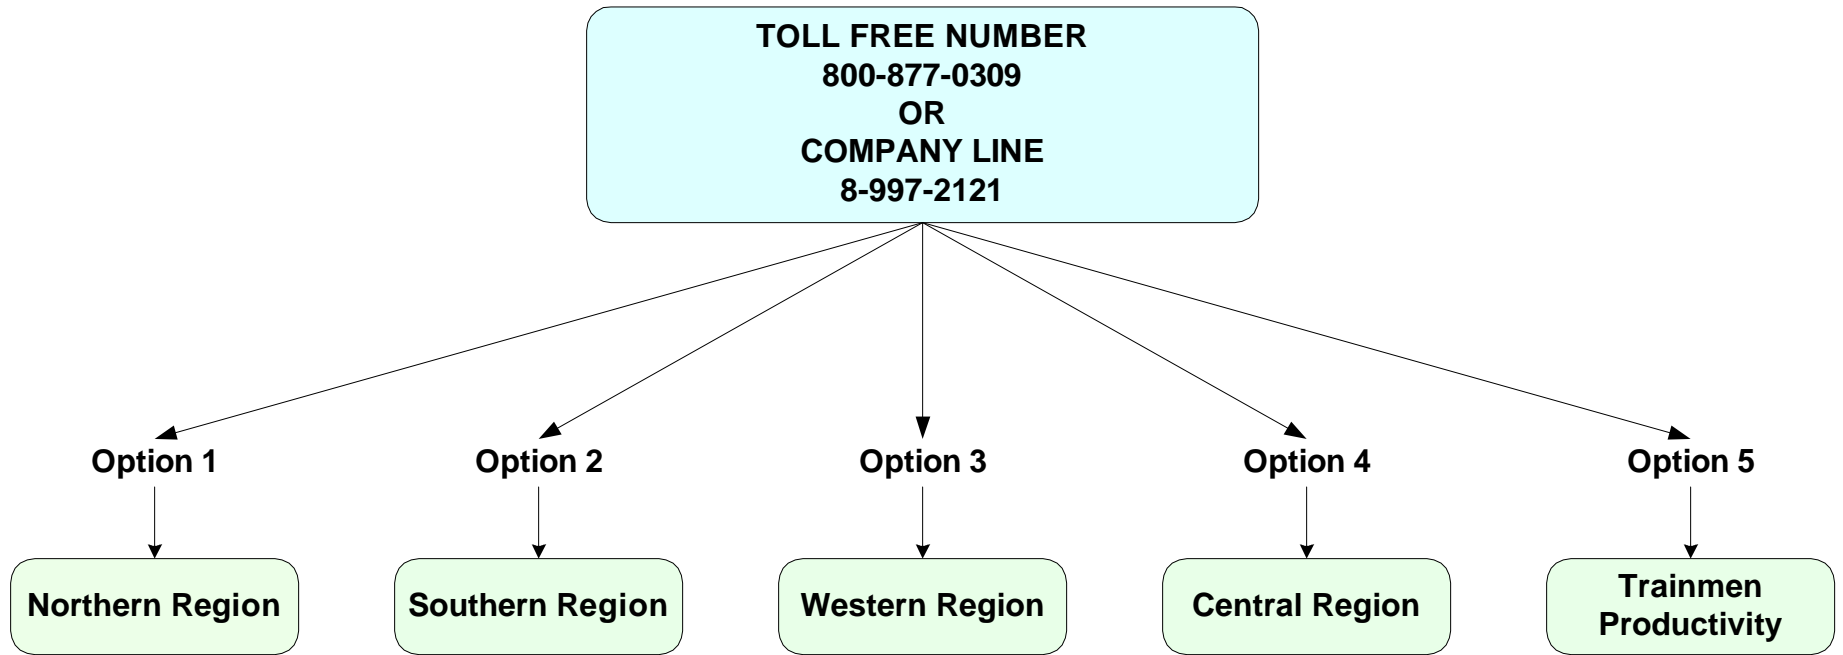 TOLL FREE NUMBER
800-877-0309
OR
COMPANY LINE
8-997-2121
Option 1
Option 2
Option 3
Option 4
Option 5
Northern Region
Southern Region
Western Region
Central Region
Trainmen
Productivity